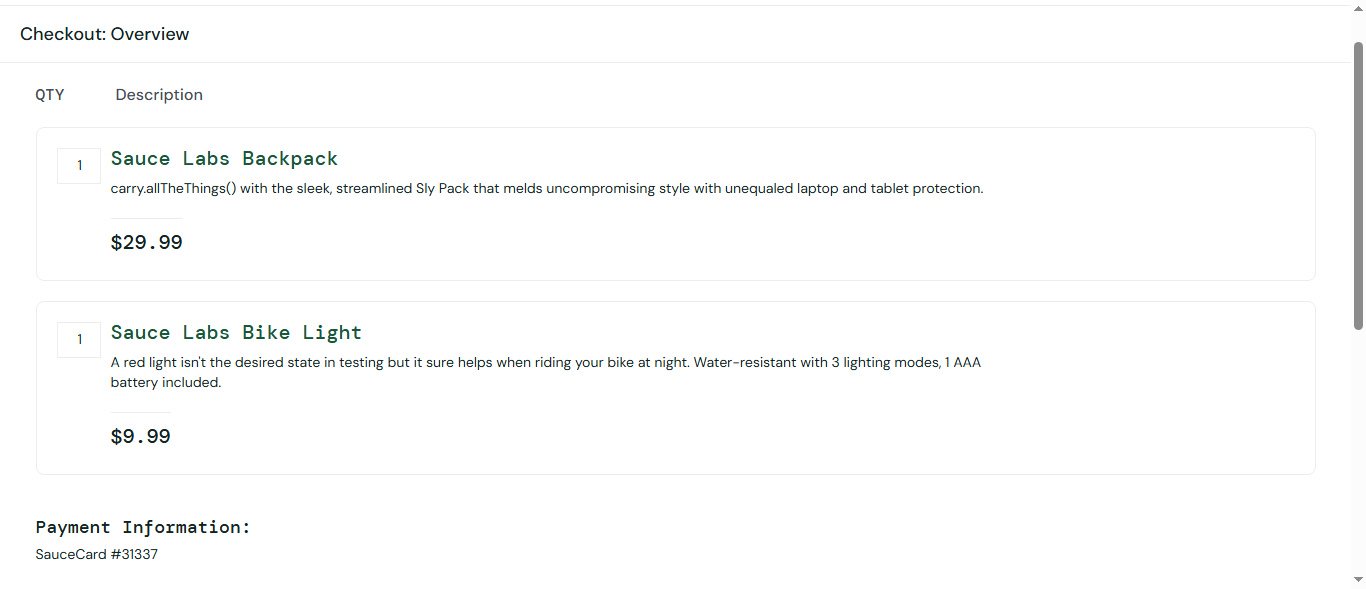 Checkout: Overview
QTY Description
1 Sauce Labs Backpack
carry.allTheThings() with the sleek, streamlined Sly Pack that melds uncompromising style with unequaled laptop and tablet protection.
$29.99
1 Sauce Labs Bike Light
A red light isn't the desired state in testing but it sure helps when riding your bike at night. Water-resistant with 3 lighting modes, 1 AAA
battery included.
$9.99
Payment Information:
SauceCard #31337